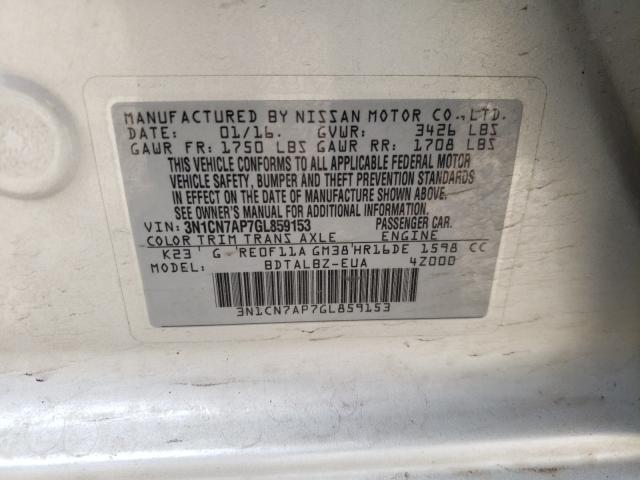 MANUFACTURED BY NISSAN MOTOR CO.,LTD.
DATE: 01/16. GVWR: 3426 LBS
GAWR FR: 1750 LBS GAWR RR: 1708 LBS
THIS VEHICLE CONFORMS TO ALL APPLICABLE FEDERAL MOTOR
VEHICLE SAFETY, BUMPER AND THEFT PREVENTION STANDARDS
IN EFFECT ON THE DATE OF MANUFACTURE SHOWN ABOVE.
SEE OWNER'S MANUAL FOR ADDITIONAL INFORMATION.
VIN: 3N1CN7AP7GL859153 PASSENGER CAR.
COLOR TRIM TRANS AXLE ENGINE
K23 G RE0F11A GM38 HR16DE 1598 CC
MODEL: BDTALBZ-EUA 4Z000
3N1CN7AP7GL859153